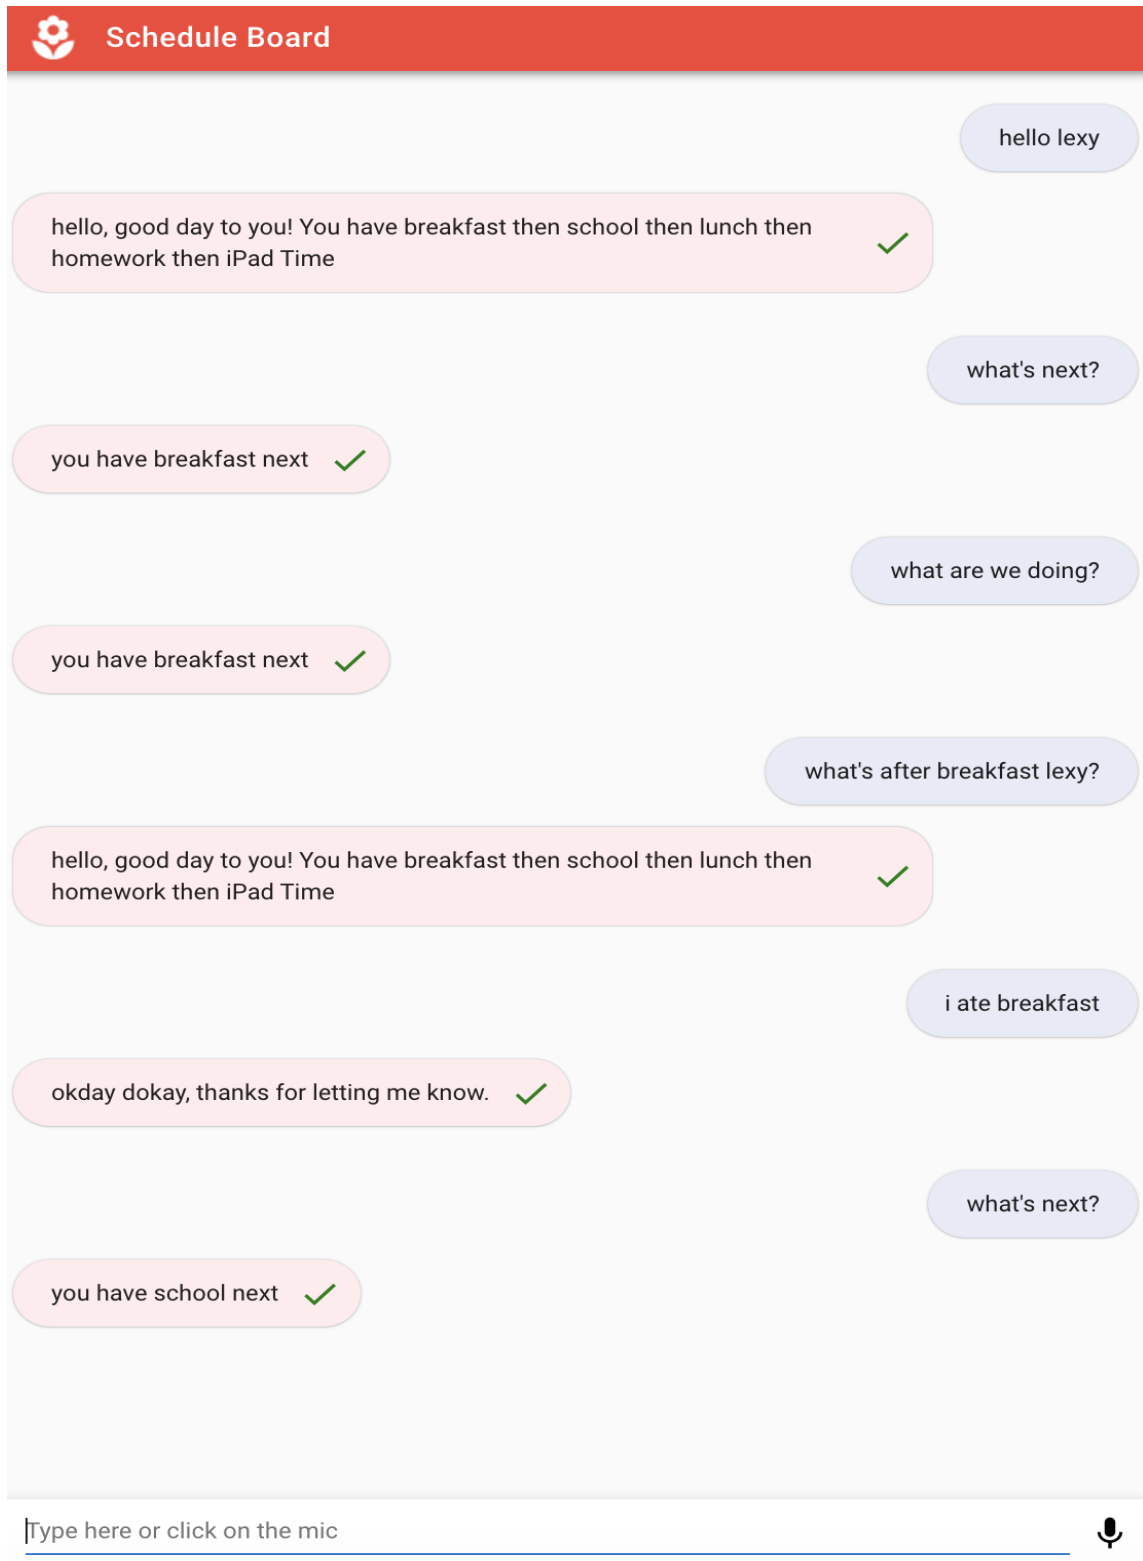 Schedule Board
hello lexy
hello, good day to you! You have breakfast then school then lunch then
homework then iPad Time
what's next?
you have breakfast next
what are we doing?
you have breakfast next
what's after breakfast lexy?
hello, good day to you! You have breakfast then school then lunch then
homework then iPad Time
i ate breakfast
okday dokay, thanks for letting me know.
what's next?
you have school next
Type here or click on the mic